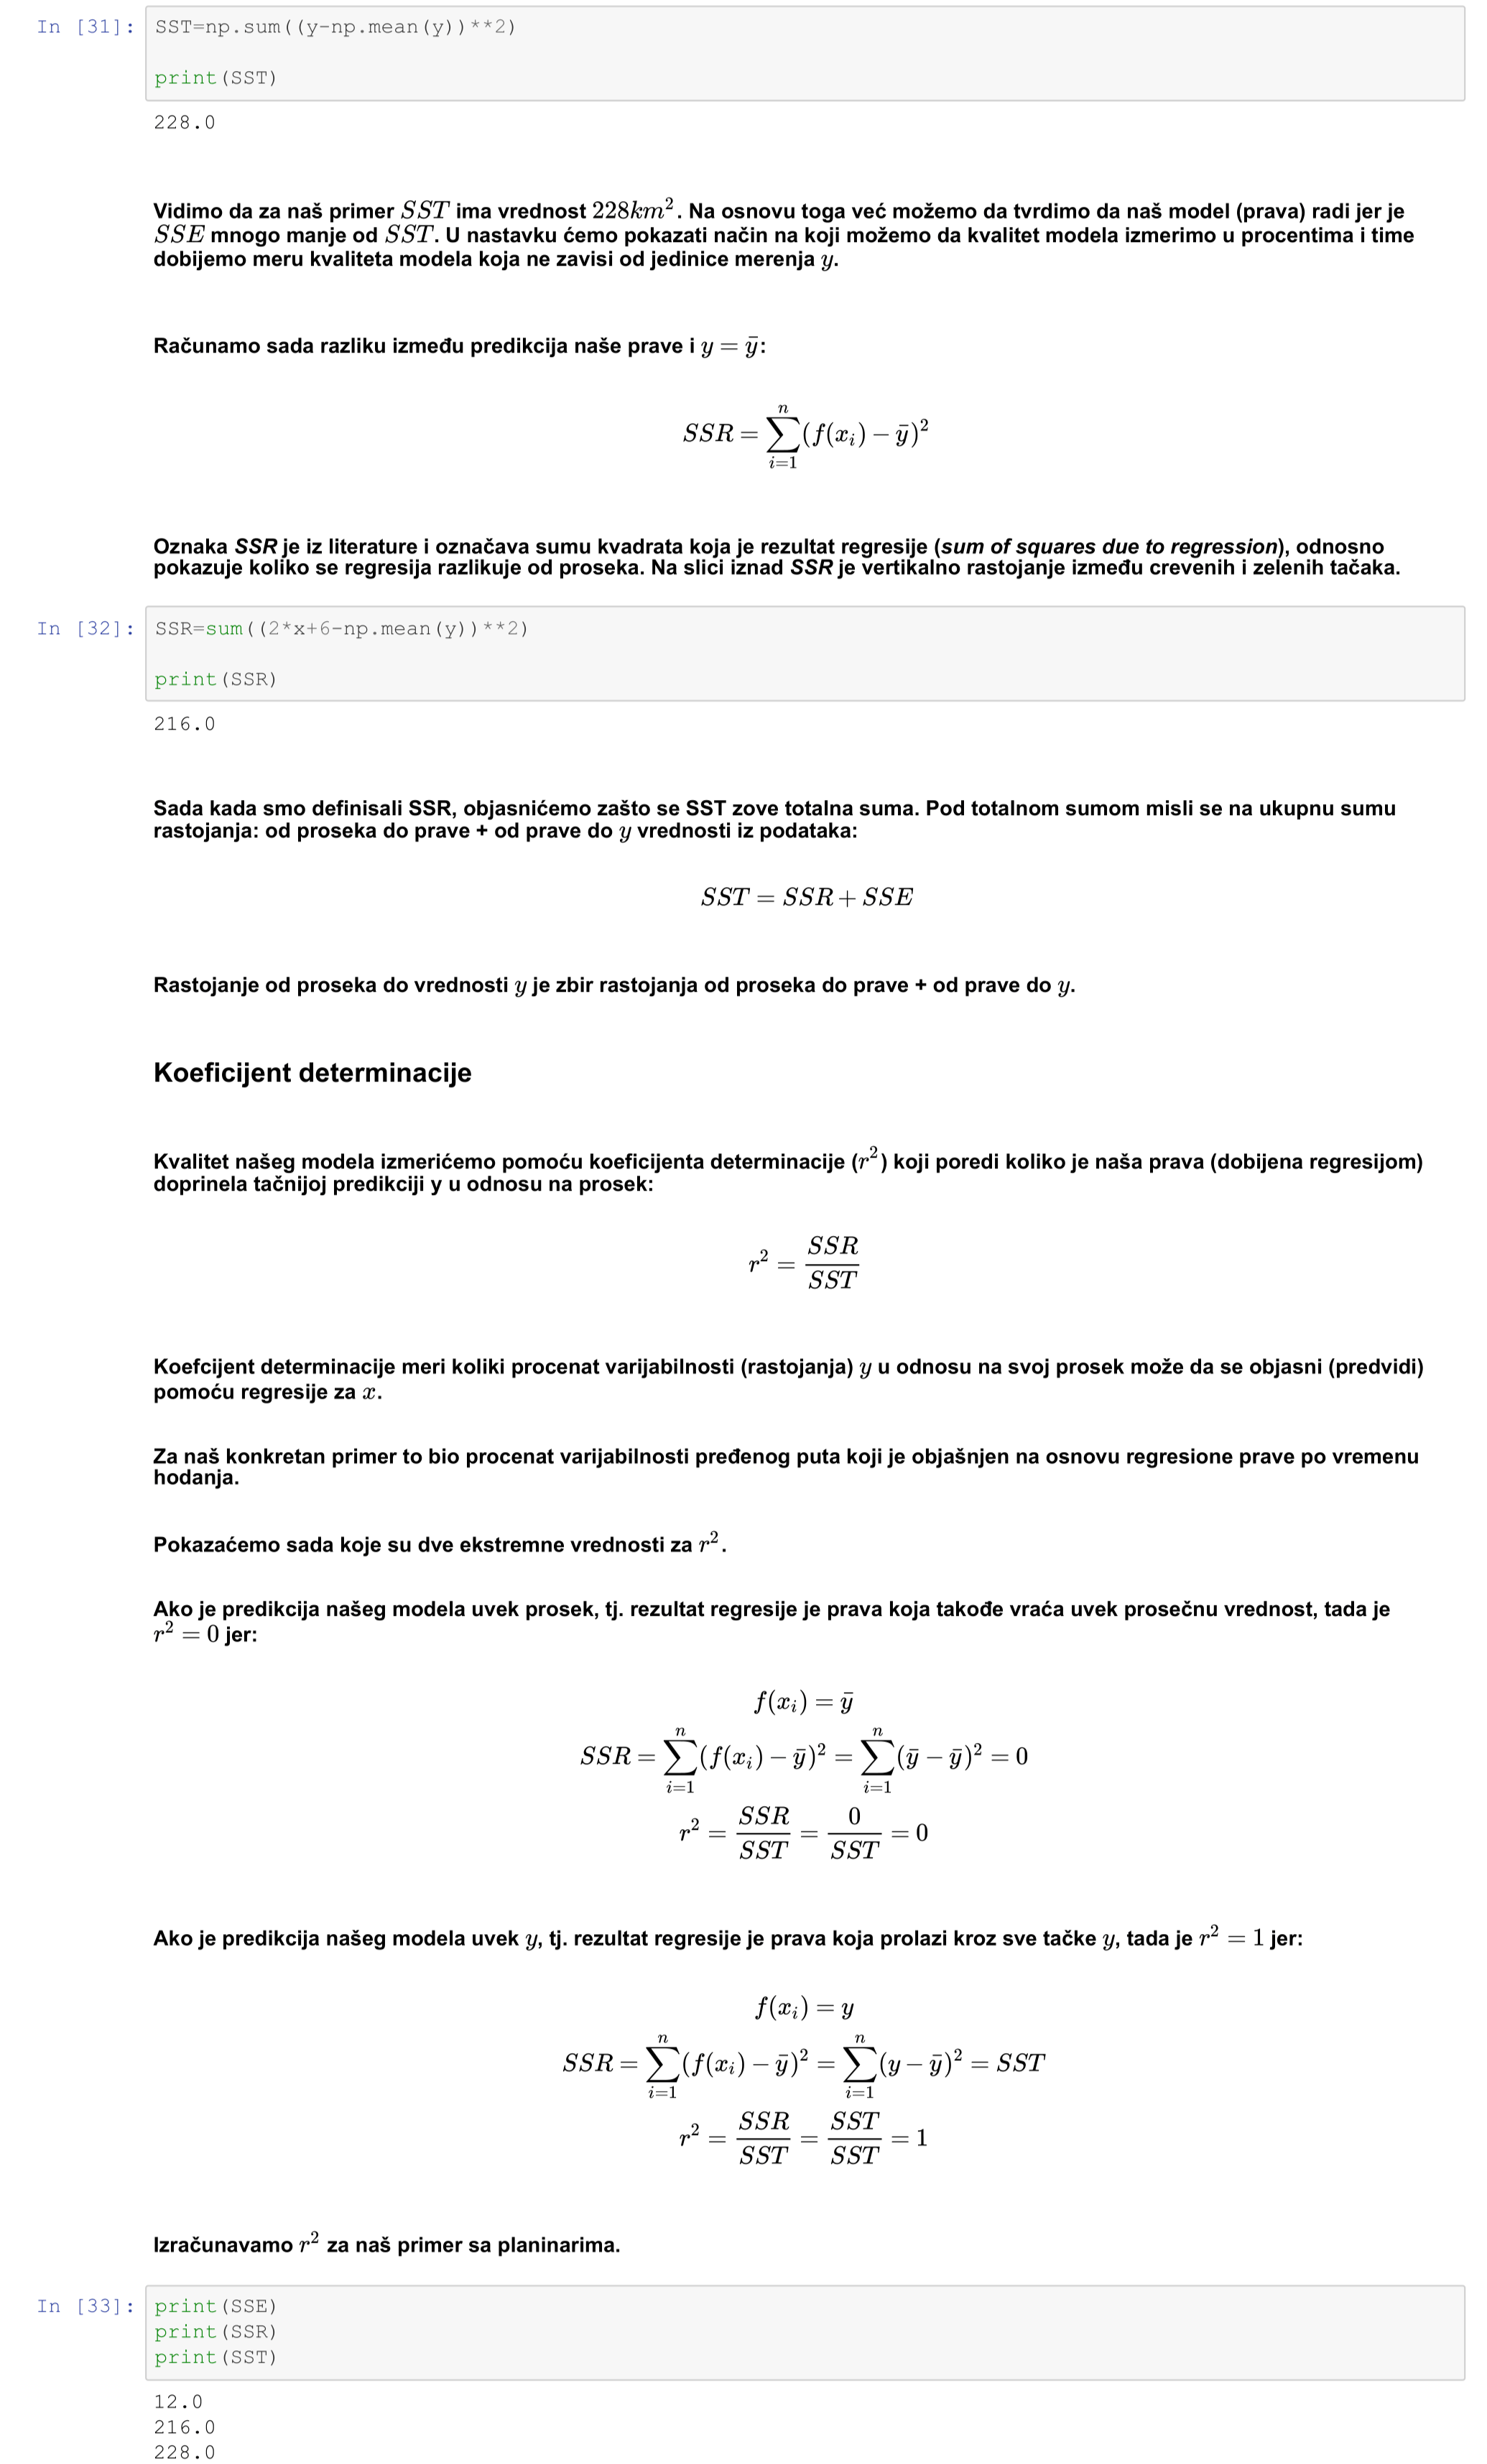 In [31]: SST=np.sum((y-np.mean(y))**2)
print(SST)
228.0
Vidimo da za naš primer SST ima vrednost 228km². Na osnovu toga već možemo da tvrdimo da naš model (prava) radi jer je
SSE mnogo manje od SST. U nastavku ćemo pokazati način na koji možemo da kvalitet modela izmerimo u procentima i time
dobijemo meru kvaliteta modela koja ne zavisi od jedinice merenja y.
Računamo sada razliku između predikcija naše prave i y = ȳ:
SSR = ∑_{i=1}^{n} (f(x_i) − ȳ)²
Oznaka SSR je iz literature i označava sumu kvadrata koja je rezultat regresije (sum of squares due to regression), odnosno
pokazuje koliko se regresija razlikuje od proseka. Na slici iznad SSR je vertikalno rastojanje između crvenih i zelenih tačaka.
In [32]: SSR=sum((2*x+6-np.mean(y))**2)
print(SSR)
216.0
Sada kada smo definisali SSR, objasnićemo zašto se SST zove totalna suma. Pod totalnom sumom misli se na ukupnu sumu
rastojanja: od proseka do prave + od prave do y vrednosti iz podataka:
SST = SSR + SSE
Rastojanje od proseka do vrednosti y je zbir rastojanja od proseka do prave + od prave do y.
Koeficijent determinacije
Kvalitet našeg modela izmerićemo pomoću koeficijenta determinacije (r²) koji poredi koliko je naša prava (dobijena regresijom)
doprinela tačnijoj predikciji y u odnosu na prosek:
r² = SSR / SST
Koefcijent determinacije meri koliki procenat varijabilnosti (rastojanja) y u odnosu na svoj prosek može da se objasni (predvidi)
pomoću regresije za x.
Za naš konkretan primer to bio procenat varijabilnosti pređenog puta koji je objašnjen na osnovu regresione prave po vremenu
hodanja.
Pokazaćemo sada koje su dve ekstremne vrednosti za r².
Ako je predikcija našeg modela uvek prosek, tj. rezultat regresije je prava koja takođe vraća uvek prosečnu vrednost, tada je
r² = 0 jer:
f(x_i) = ȳ
SSR = ∑_{i=1}^{n} (f(x_i) − ȳ)² = ∑_{i=1}^{n} (ȳ − ȳ)² = 0
r² = SSR / SST = 0 / SST = 0
Ako je predikcija našeg modela uvek y, tj. rezultat regresije je prava koja prolazi kroz sve tačke y, tada je r² = 1 jer:
f(x_i) = y
SSR = ∑_{i=1}^{n} (f(x_i) − ȳ)² = ∑_{i=1}^{n} (y − ȳ)² = SST
r² = SSR / SST = SST / SST = 1
Izračunavamo r² za naš primer sa planinarima.
In [33]: print(SSE)
print(SSR)
print(SST)
12.0
216.0
228.0